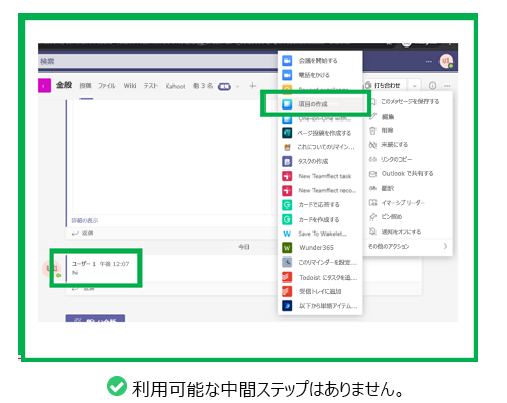 検索
全般 投稿 ファイル Wiki テスト Kahoot 他 3 名
打ち合わせ
詳細の表示
返信
今日
ユーザー 1 午後 12:07
hi
返信
会議を開始する
電話をかける
項目の作成
One-on-One with...
ページ投稿を作成する
これについてのリマイン...
タスクの作成
New Teamflect task
New Teamflect reco...
カードで応答する
カードを作成する
Save To Wakelet...
Wunder365
このリマインダーを設定...
Todoist にタスクを追...
受信トレイに追加
以下から単語アイテム...
このメッセージを保存する
編集
削除
未読にする
リンクのコピー
Outlook で共有する
翻訳
イマーシブ リーダー
ピン留め
通知をオフにする
その他のアクション
利用可能な中間ステップはありません。